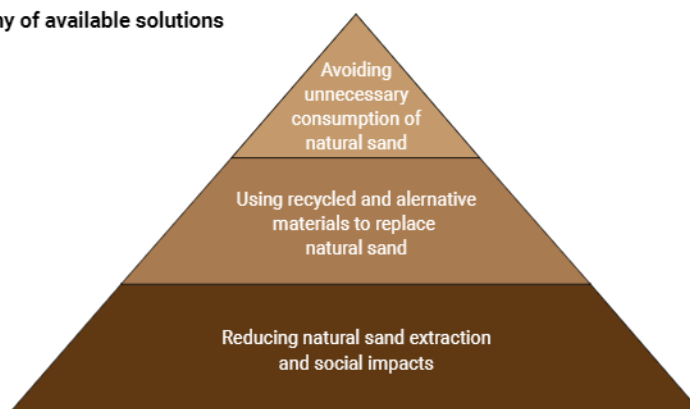 ny of available solutions
Avoiding
unnecessary
consumption of
natural sand
Using recycled and alernative
materials to replace
natural sand
Reducing natural sand extraction
and social impacts